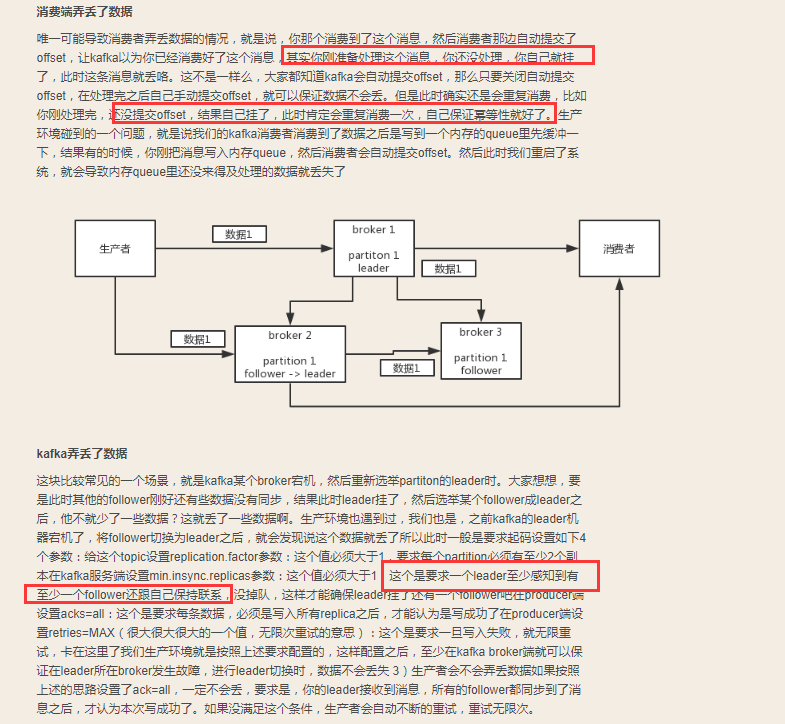 消费端弄丢了数据
唯一可能导致消费者弄丢数据的情况，就是说，你那个消费到了这个消息，然后消费者那边自动提交了
offset，让kafka以为你已经消费好了这个消息，其实你刚准备处理这个消息，你还没处理，你自己就挂
了，此时这条消息就丢咯。这不是一样么，大家都知道kafka会自动提交offset，那么只要关闭自动提交
offset，在处理完之后自己手动提交offset，就可以保证数据不会丢。但是此时确实还是会重复消费，比如
你刚处理完，还没提交offset，结果自己挂了，此时肯定会重复消费一次，自己保证幂等性就好了。生产
环境碰到的一个问题，就是说我们的kafka消费者消费到了数据之后是写到一个内存的queue里先缓冲一
下，结果有的时候，你刚把消息写入内存queue，然后消费者会自动提交offset。然后此时我们重启了系
统，就会导致内存queue里还没来得及处理的数据就丢失了
生产者
数据1
broker 1
partiton 1
leader
数据1
消费者
数据1
broker 2
partition 1
follower -> leader
数据1
broker 3
partition 1
follower
kafka弄丢了数据
这块比较常见的一个场景，就是kafka某个broker宕机，然后重新选举partiton的leader时。大家想想，要
是此时其他的follower刚好还有些数据没有同步，结果此时leader挂了，然后选举某个follower成leader之
后，他不就少了一些数据？这就丢了一些数据啊。生产环境也遇到过，我们也是，之前kafka的leader机
器宕机了，将follower切换为leader之后，就会发现说这个数据就丢了所以此时一般是要求起码设置如下4
个参数：给这个topic设置replication.factor参数：这个值必须大于1，要求每个partition必须有至少2个副
本在kafka服务端设置min.insync.replicas参数：这个值必须大于1，这个是要求一个leader至少感知到有
至少一个follower还跟自己保持联系，没掉队，这样才能确保leader挂了还有一个follower吧在producer端
设置acks=all：这个是要求每条数据，必须是写入所有replica之后，才能认为是写成功了在producer端设
置retries=MAX（很大很大很大的一个值，无限次重试的意思）：这个是要求一旦写入失败，就无限重
试，卡在这里了我们生产环境就是按照上述要求配置的，这样配置之后，至少在kafka broker端就可以保
证在leader所在broker发生故障，进行leader切换时，数据不会丢失 3）生产者会不会弄丢数据如果按照
上述的思路设置了ack=all，一定不会丢，要求是，你的leader接收到消息，所有的follower都同步到了消
息之后，才认为本次写成功了。如果没满足这个条件，生产者会自动不断的重试，重试无限次。